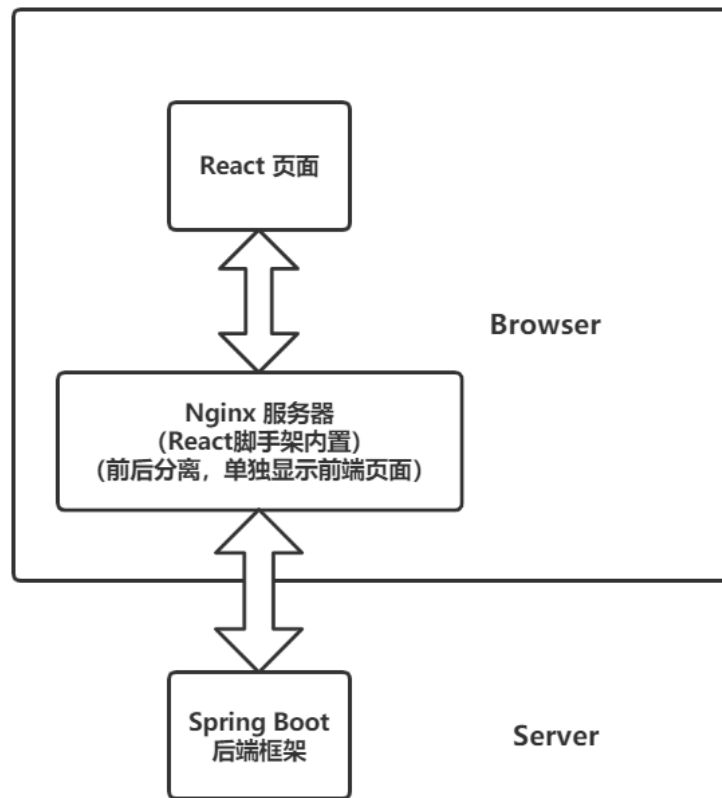 React 页面
Browser
Nginx 服务器
（React脚手架内置）
（前后分离，单独显示前端页面）
Spring Boot
后端框架
Server